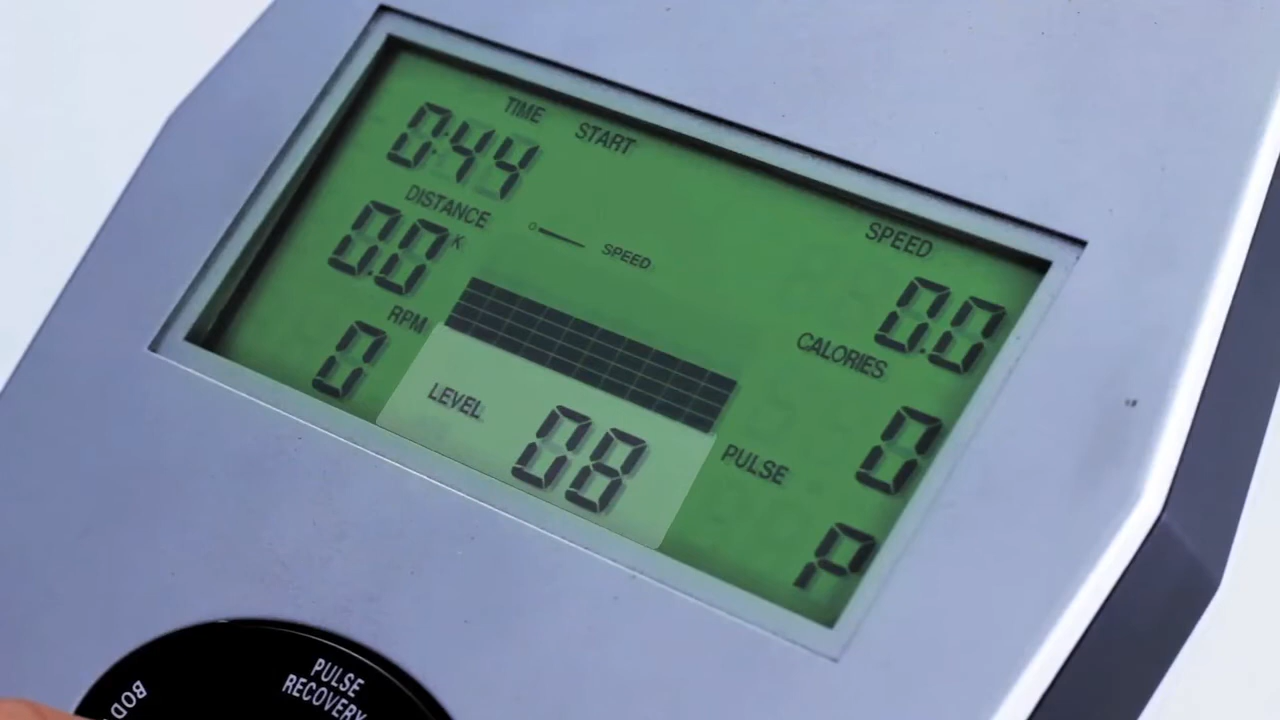 TIME START
0:44
DISTANCE
0.0 K
SPEED
SPEED
0.0
RPM
0
CALORIES
0
LEVEL
08
PULSE
P
PULSE
RECOVERY